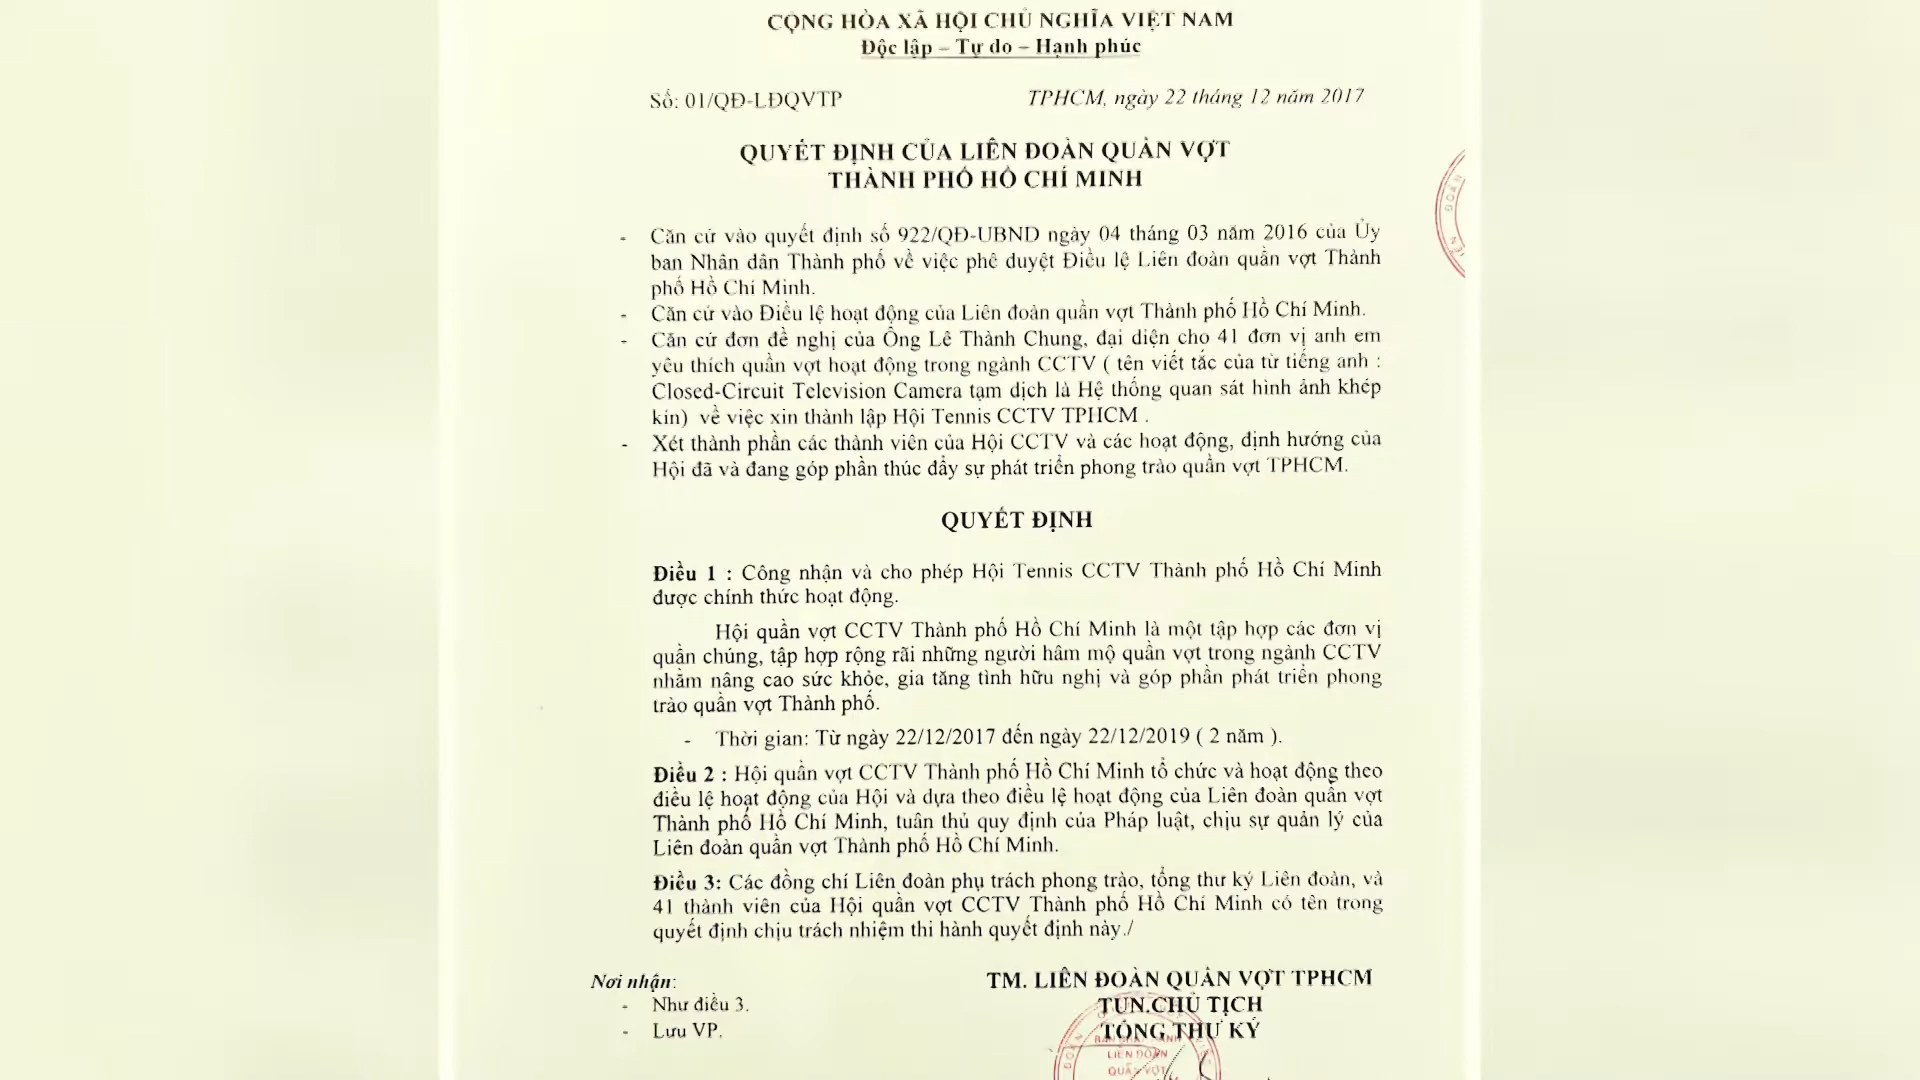 CỘNG HÒA XÃ HỘI CHỦ NGHĨA VIỆT NAM
Độc lập – Tự do – Hạnh phúc
Số: 01/QĐ-LĐQVTP
TPHCM, ngày 22 tháng 12 năm 2017
QUYẾT ĐỊNH CỦA LIÊN ĐOÀN QUẦN VỢT
THÀNH PHỐ HỒ CHÍ MINH
- Căn cứ vào quyết định số 922/QĐ-UBND ngày 04 tháng 03 năm 2016 của Ủy
ban Nhân dân Thành phố về việc phê duyệt Điều lệ Liên đoàn quần vợt Thành
phố Hồ Chí Minh.
- Căn cứ vào Điều lệ hoạt động của Liên đoàn quần vợt Thành phố Hồ Chí Minh.
- Căn cứ đơn đề nghị của Ông Lê Thành Chung, đại diện cho 41 đơn vị anh em
yêu thích quần vợt hoạt động trong ngành CCTV ( tên viết tắc của từ tiếng anh :
Closed-Circuit Television Camera tạm dịch là Hệ thống quan sát hình ảnh khép
kín) về việc xin thành lập Hội Tennis CCTV TPHCM .
- Xét thành phần các thành viên của Hội CCTV và các hoạt động, định hướng của
Hội đã và đang góp phần thúc đẩy sự phát triển phong trào quần vợt TPHCM.
QUYẾT ĐỊNH
Điều 1 : Công nhận và cho phép Hội Tennis CCTV Thành phố Hồ Chí Minh
được chính thức hoạt động.
Hội quần vợt CCTV Thành phố Hồ Chí Minh là một tập hợp các đơn vị
quần chúng, tập hợp rộng rãi những người hâm mộ quần vợt trong ngành CCTV
nhằm nâng cao sức khỏe, gia tăng tình hữu nghị và góp phần phát triển phong
trào quần vợt Thành phố.
- Thời gian: Từ ngày 22/12/2017 đến ngày 22/12/2019 ( 2 năm ).
Điều 2 : Hội quần vợt CCTV Thành phố Hồ Chí Minh tổ chức và hoạt động theo
điều lệ hoạt động của Hội và dựa theo điều lệ hoạt động của Liên đoàn quần vợt
Thành phố Hồ Chí Minh, tuân thủ quy định của Pháp luật, chịu sự quản lý của
Liên đoàn quần vợt Thành phố Hồ Chí Minh.
Điều 3: Các đồng chí Liên đoàn phụ trách phong trào, tổng thư ký Liên đoàn, và
41 thành viên của Hội quần vợt CCTV Thành phố Hồ Chí Minh có tên trong
quyết định chịu trách nhiệm thi hành quyết định này./
Nơi nhận:
- Như điều 3.
- Lưu VP.
TM. LIÊN ĐOÀN QUẦN VỢT TPHCM
TUN.CHỦ TỊCH
TỔNG THƯ KÝ
LIÊN ĐOÀN
QUẦN VỢT
ĐOÀN